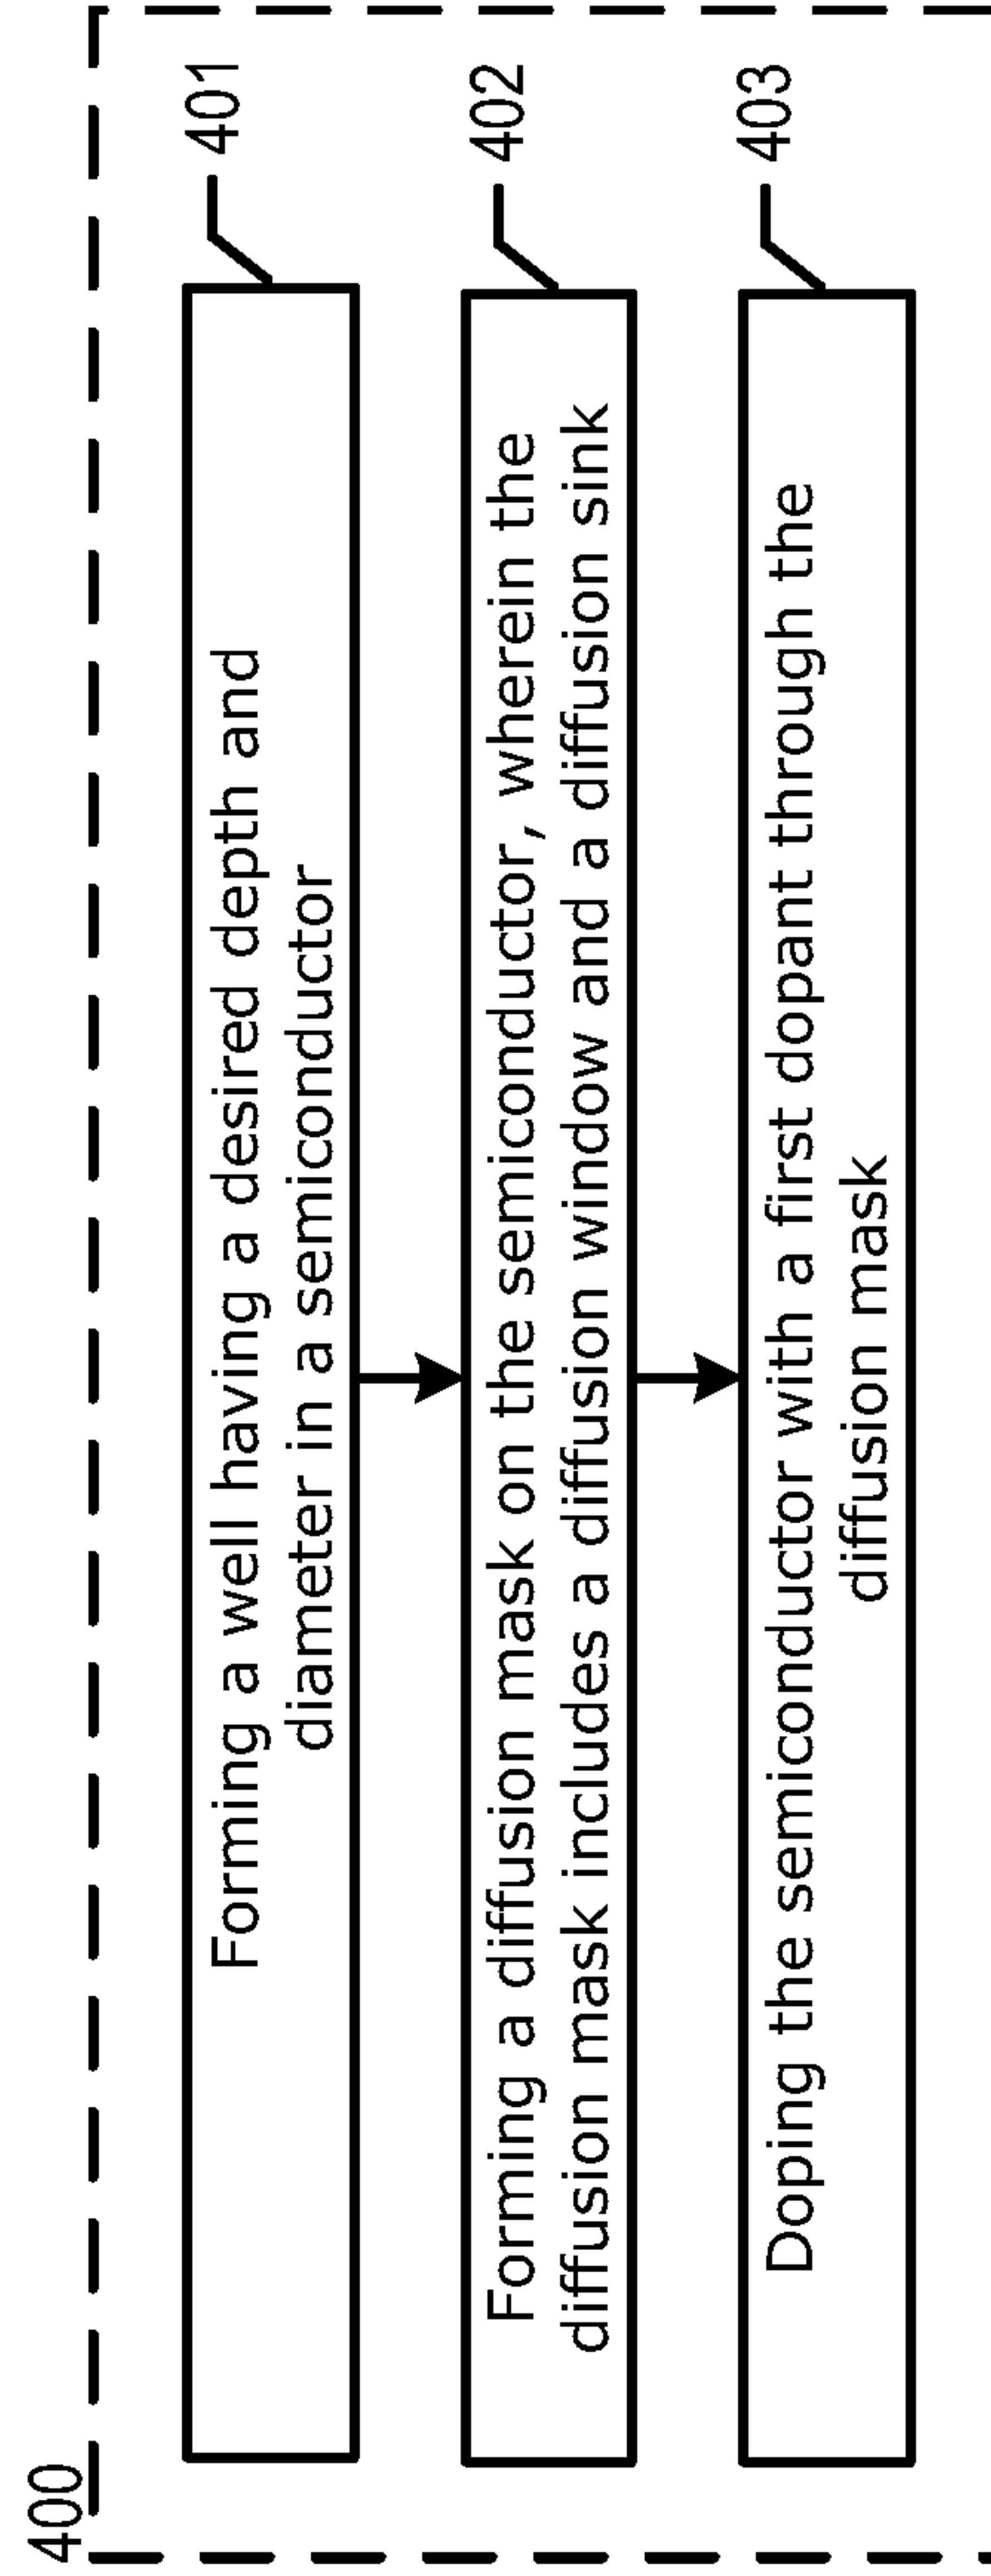 400
Forming a well having a desired depth and
diameter in a semiconductor
401
Forming a diffusion mask on the semiconductor, wherein the
diffusion mask includes a diffusion window and a diffusion sink
402
Doping the semiconductor with a first dopant through the
diffusion mask
403